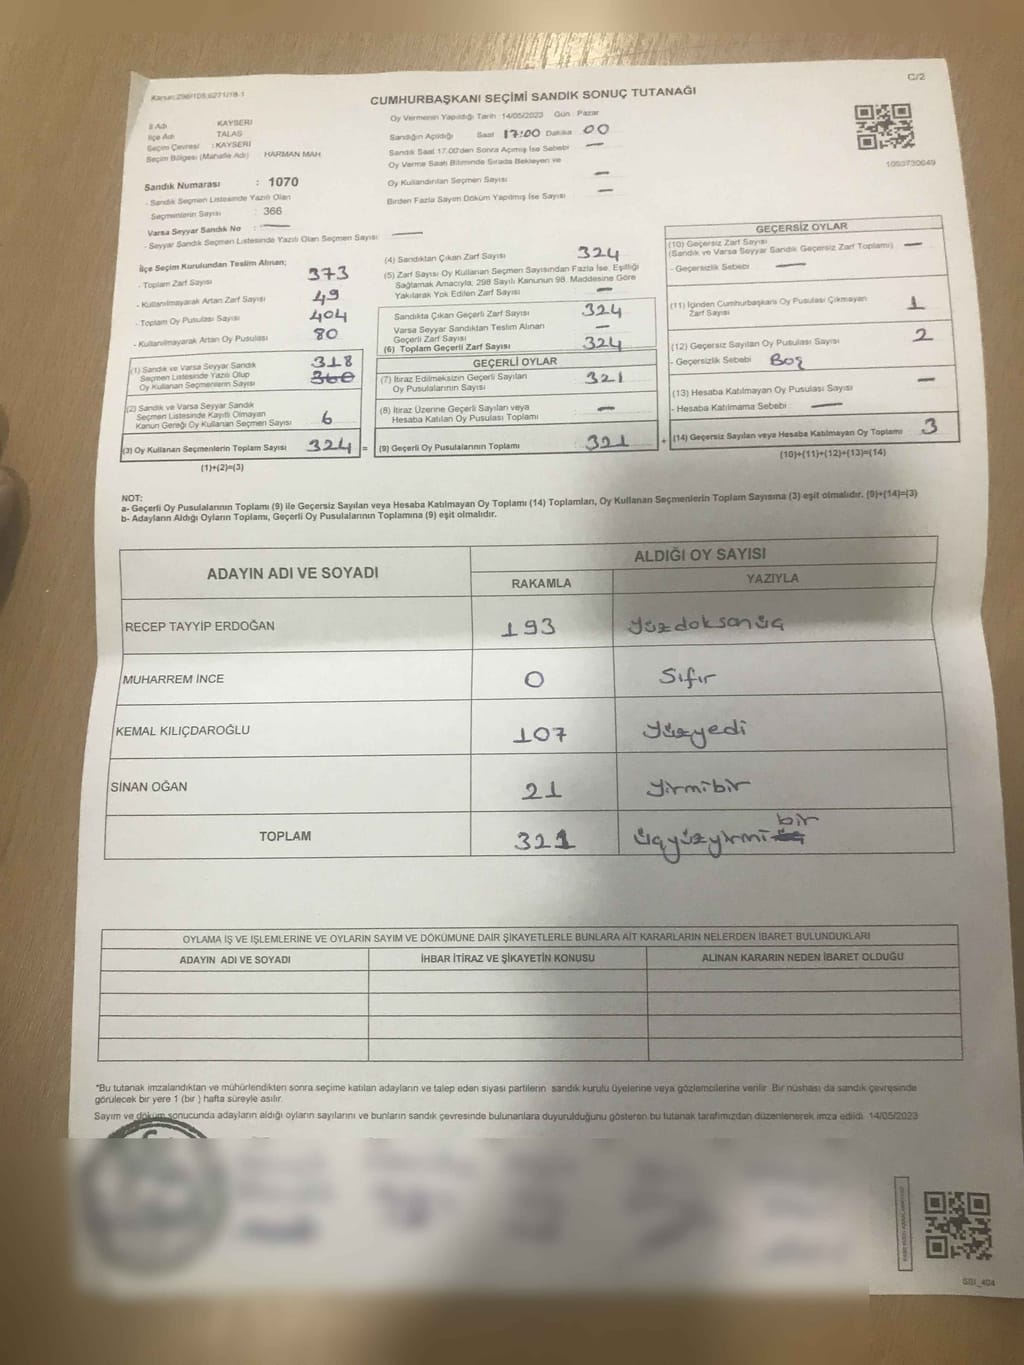 Kanun:298/105;6271/18-1
C/2
CUMHURBAŞKANI SEÇİMİ SANDIK SONUÇ TUTANAĞI
İl Adı KAYSERİ
İlçe Adı TALAS
Seçim Çevresi : KAYSERİ
Seçim Bölgesi (Mahalle Adı) HARMAN MAH
Sandık Numarası : 1070
- Sandık Seçmen Listesinde Yazılı Olan
Seçmenlerin Sayısı : 366
Varsa Seyyar Sandık No : —
- Seyyar Sandık Seçmen Listesinde Yazılı Olan Seçmen Sayısı —
Oy Vermenin Yapıldığı Tarih :14/05/2023 Gün : Pazar
Sandığın Açıldığı Saat 17:00 Dakika 00
Sandık Saat 17.00'den Sonra Açılmış İse Sebebi —
Oy Verme Saati Bitiminde Sırada Bekleyen ve
Oy Kullandırılan Seçmen Sayısı —
Birden Fazla Sayım Döküm Yapılmış İse Sayısı —
1093730649
İlçe Seçim Kurulundan Teslim Alınan;
- Toplam Zarf Sayısı 373
- Kullanılmayarak Artan Zarf Sayısı 49
- Toplam Oy Pusulası Sayısı 404
- Kullanılmayarak Artan Oy Pusulası 80
(1) Sandık ve Varsa Seyyar Sandık 318
Seçmen Listesinde Yazılı Olup 360
Oy Kullanan Seçmenlerin Sayısı
(2) Sandık ve Varsa Seyyar Sandık
Seçmen Listesinde Kayıtlı Olmayan
Kanun Gereği Oy Kullanan Seçmen Sayısı 6
(3) Oy Kullanan Seçmenlerin Toplam Sayısı 324 =
(1)+(2)=(3)
(4) Sandıktan Çıkan Zarf Sayısı 324
(5) Zarf Sayısı Oy Kullanan Seçmen Sayısından Fazla İse, Eşitliği
Sağlamak Amacıyla, 298 Sayılı Kanunun 98. Maddesine Göre
Yakılarak Yok Edilen Zarf Sayısı —
Sandıkta Çıkan Geçerli Zarf Sayısı 324
Varsa Seyyar Sandıktan Teslim Alınan
Geçerli Zarf Sayısı —
(6) Toplam Geçerli Zarf Sayısı 324
GEÇERLİ OYLAR
(7) İtiraz Edilmeksizin Geçerli Sayılan
Oy Pusulalarının Sayısı 321
(8) İtiraz Üzerine Geçerli Sayılan veya
Hesaba Katılan Oy Pusulası Toplamı —
(9) Geçerli Oy Pusulalarının Toplamı 321 +
GEÇERSİZ OYLAR
(10) Geçersiz Zarf Sayısı
(Sandık ve Varsa Seyyar Sandık Geçersiz Zarf Toplamı) —
- Geçersizlik Sebebi : —
(11) İçinden Cumhurbaşkanı Oy Pusulası Çıkmayan
Zarf Sayısı 1
(12) Geçersiz Sayılan Oy Pusulası Sayısı 2
- Geçersizlik Sebebi : Boş
(13) Hesaba Katılmayan Oy Pusulası Sayısı —
- Hesaba Katılmama Sebebi : —
(14) Geçersiz Sayılan veya Hesaba Katılmayan Oy Toplamı 3
(10)+(11)+(12)+(13)=(14)
NOT:
a- Geçerli Oy Pusulalarının Toplamı (9) ile Geçersiz Sayılan veya Hesaba Katılmayan Oy Toplamı (14) Toplamları, Oy Kullanan Seçmenlerin Toplam Sayısına (3) eşit olmalıdır. (9)+(14)=(3)
b- Adayların Aldığı Oyların Toplamı, Geçerli Oy Pusulalarının Toplamına (9) eşit olmalıdır.
ADAYIN ADI VE SOYADI ALDIĞI OY SAYISI
RAKAMLA YAZIYLA
RECEP TAYYİP ERDOĞAN 193 yüzdoksanüç
MUHARREM İNCE 0 Sıfır
KEMAL KILIÇDAROĞLU 107 yüzyedi
SİNAN OĞAN 21 yirmibir
TOPLAM 321 üçyüzyirmi üç bir
OYLAMA İŞ VE İŞLEMLERİNE VE OYLARIN SAYIM VE DÖKÜMÜNE DAİR ŞİKAYETLERLE BUNLARA AİT KARARLARIN NELERDEN İBARET BULUNDUKLARI
ADAYIN ADI VE SOYADI İHBAR İTİRAZ VE ŞİKAYETİN KONUSU ALINAN KARARIN NEDEN İBARET OLDUĞU
*Bu tutanak imzalandıktan ve mühürlendikten sonra seçime katılan adayların ve talep eden siyasi partilerin sandık kurulu üyelerine veya gözlemcilerine verilir. Bir nüshası da sandık çevresinde
görülecek bir yere 1 (bir ) hafta süreyle asılır.
Sayım ve döküm sonucunda adayların aldığı oyların sayılarını ve bunların sandık çevresinde bulunanlara duyurulduğunu gösteren bu tutanak tarafımızdan düzenlenerek imza edildi. 14/05/2023
SSI_404